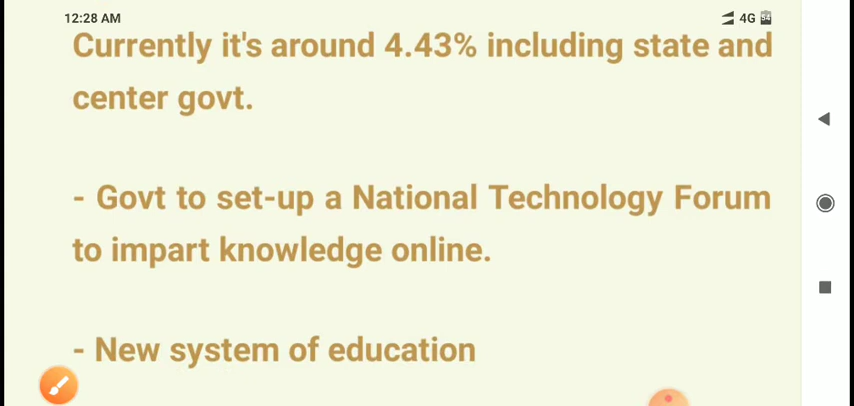 12:28 AM 4G 54
Currently it's around 4.43% including state and
center govt.
- Govt to set-up a National Technology Forum
to impart knowledge online.
- New system of education